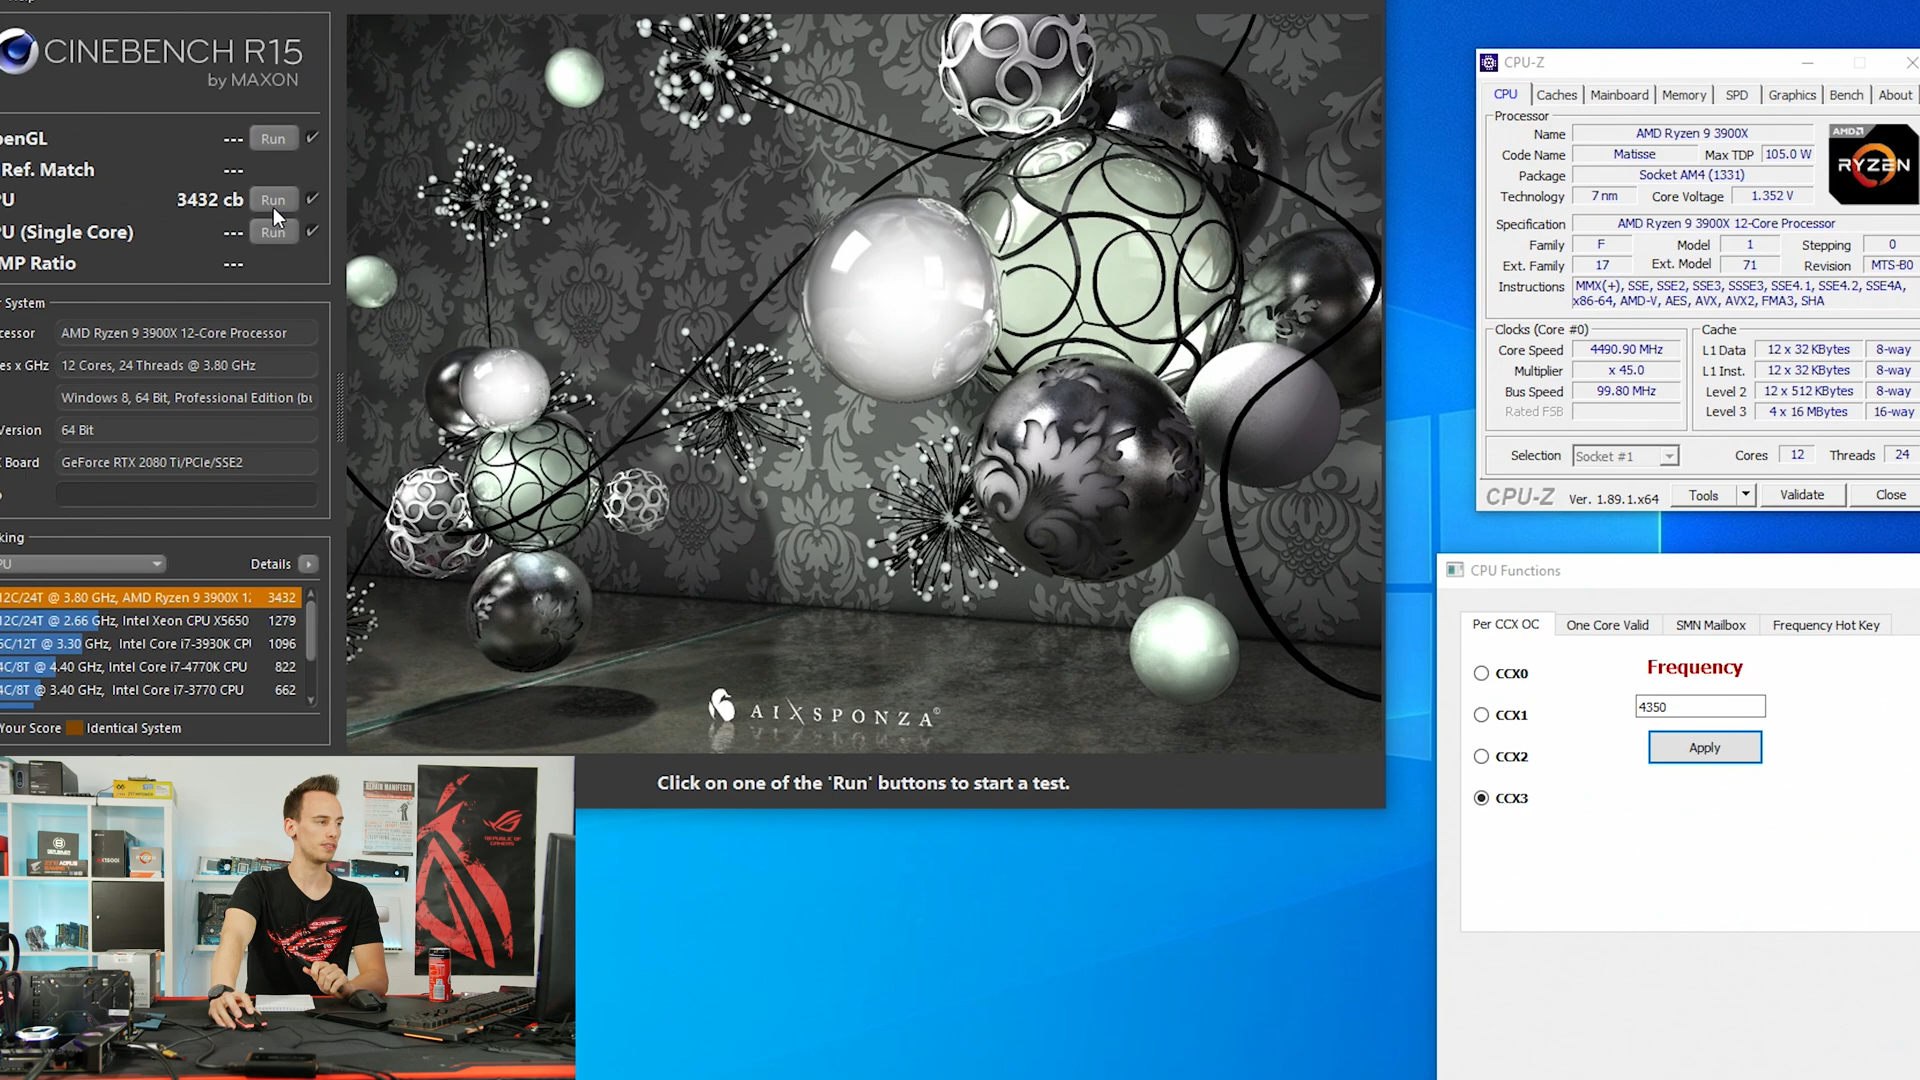 CINEBENCH R15
by MAXON
penGL --- Run
Ref. Match ---
PU 3432 cb Run
PU (Single Core) --- Run
MP Ratio ---
r System
cessor AMD Ryzen 9 3900X 12-Core Processor
es x GHz 12 Cores, 24 Threads @ 3.80 GHz
Windows 8, 64 Bit, Professional Edition (bu
Version 64 Bit
X Board GeForce RTX 2080 Ti/PCIe/SSE2
king
PU Details
12C/24T @ 3.80 GHz, AMD Ryzen 9 3900X 1: 3432
12C/24T @ 2.66 GHz, Intel Xeon CPU X5650 1279
6C/12T @ 3.30 GHz, Intel Core i7-3930K CPU 1096
4C/8T @ 4.40 GHz, Intel Core i7-4770K CPU 822
4C/8T @ 3.40 GHz, Intel Core i7-3770 CPU 662
Your Score Identical System
AIXSPONZA©
Click on one of the 'Run' buttons to start a test.
CPU-Z
CPU Caches Mainboard Memory SPD Graphics Bench About
Processor
Name AMD Ryzen 9 3900X
Code Name Matisse Max TDP 105.0 W
Package Socket AM4 (1331)
Technology 7 nm Core Voltage 1.352 V
AMD
RYZEN
Specification AMD Ryzen 9 3900X 12-Core Processor
Family F Model 1 Stepping 0
Ext. Family 17 Ext. Model 71 Revision MTS-B0
Instructions MMX(+), SSE, SSE2, SSE3, SSSE3, SSE4.1, SSE4.2, SSE4A,
x86-64, AMD-V, AES, AVX, AVX2, FMA3, SHA
Clocks (Core #0)
Core Speed 4490.90 MHz
Multiplier x 45.0
Bus Speed 99.80 MHz
Rated FSB
Cache
L1 Data 12 x 32 KBytes 8-way
L1 Inst. 12 x 32 KBytes 8-way
Level 2 12 x 512 KBytes 8-way
Level 3 4 x 16 MBytes 16-way
Selection Socket #1 Cores 12 Threads 24
CPU-Z Ver. 1.89.1.x64 Tools Validate Close
CPU Functions
Per CCX OC One Core Valid SMN Mailbox Frequency Hot Key
CCX0
CCX1
CCX2
CCX3
Frequency
4350
Apply
REPAIR MANIFESTO
REPUBLIC OF
GAMERS
RYZEN